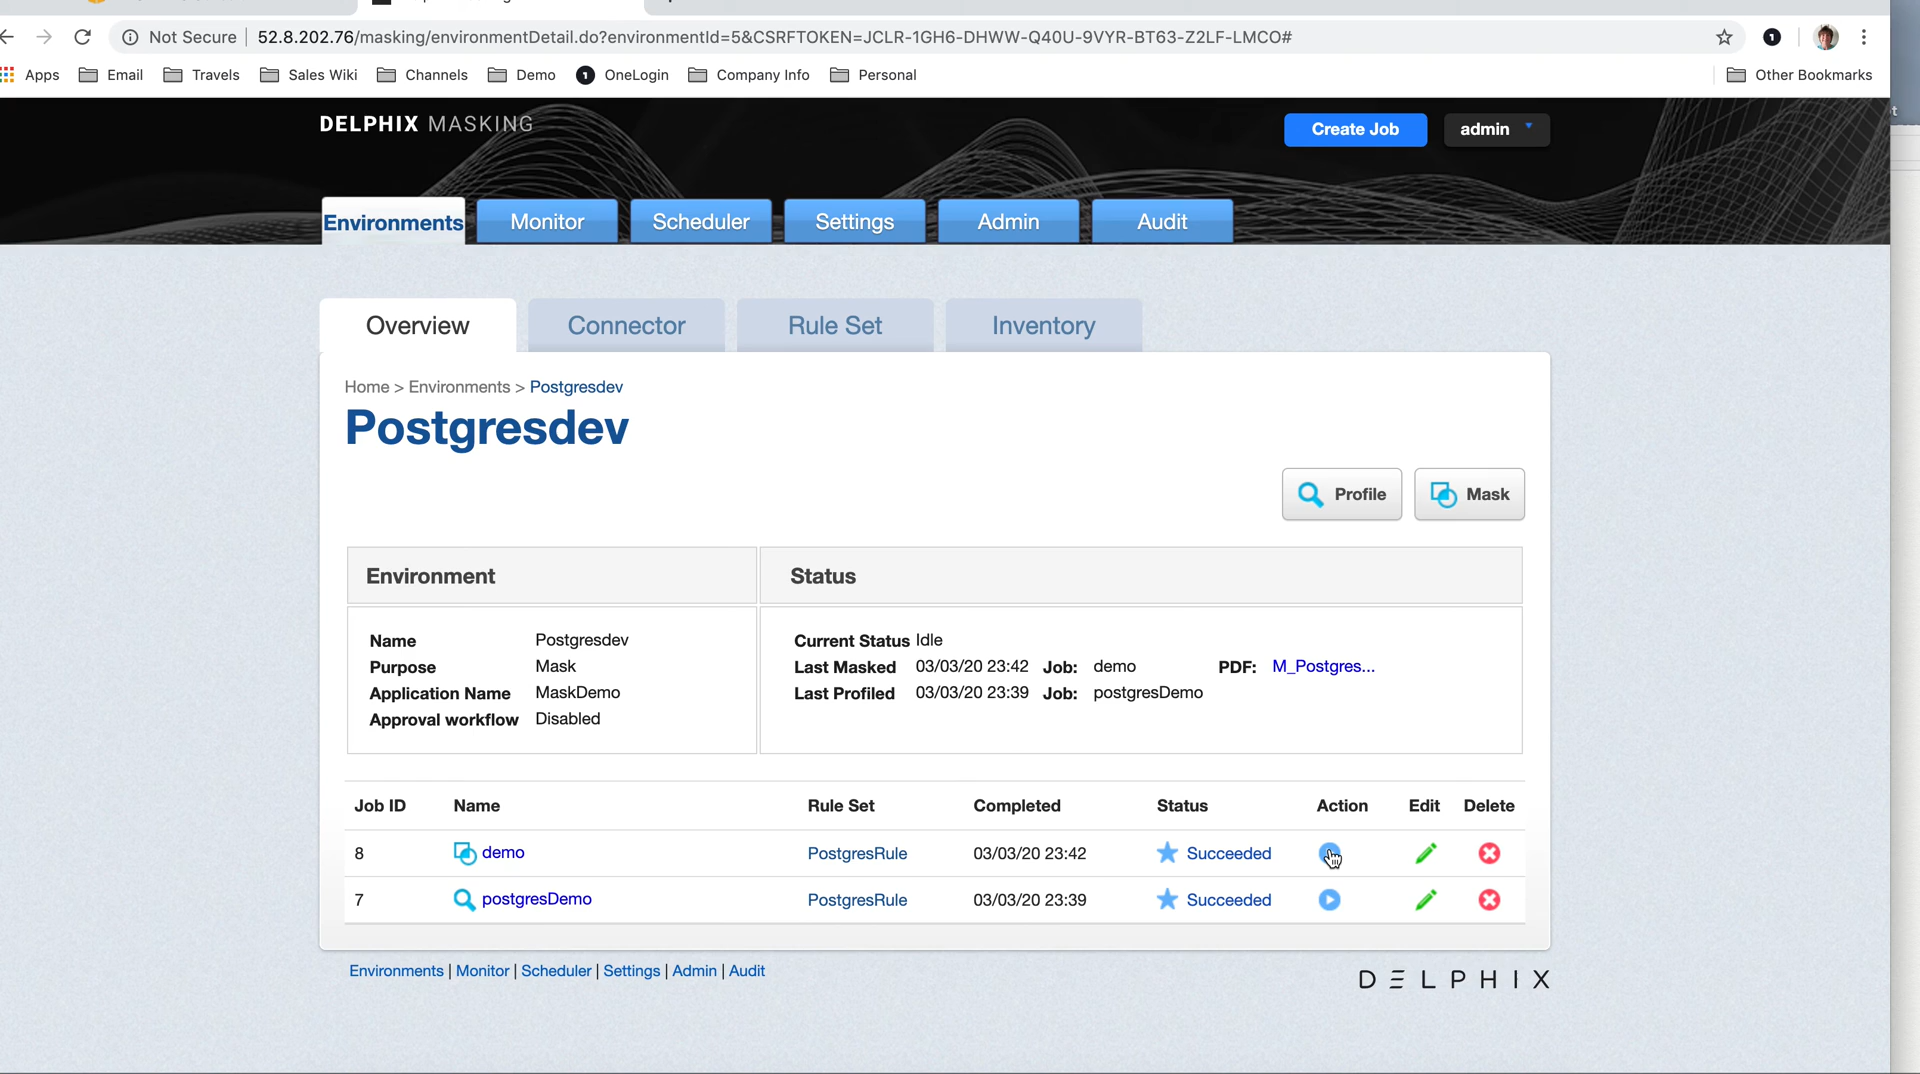 Not Secure 52.8.202.76/masking/environmentDetail.do?environmentId=5&CSRFTOKEN=JCLR-1GH6-DHWW-Q40U-9VYR-BT63-Z2LF-LMCO# 1
Apps Email Travels Sales Wiki Channels Demo 1 OneLogin Company Info Personal Other Bookmarks
DELPHIX MASKING Create Job admin
Environments Monitor Scheduler Settings Admin Audit
Overview Connector Rule Set Inventory
Home > Environments > Postgresdev
Postgresdev
Profile Mask
Environment Status
Name Postgresdev Current Status Idle
Purpose Mask Last Masked 03/03/20 23:42 Job: demo PDF: M_Postgres...
Application Name MaskDemo Last Profiled 03/03/20 23:39 Job: postgresDemo
Approval workflow Disabled
Job ID Name Rule Set Completed Status Action Edit Delete
8 demo PostgresRule 03/03/20 23:42 Succeeded
7 postgresDemo PostgresRule 03/03/20 23:39 Succeeded
Environments | Monitor | Scheduler | Settings | Admin | Audit
DELPHIX